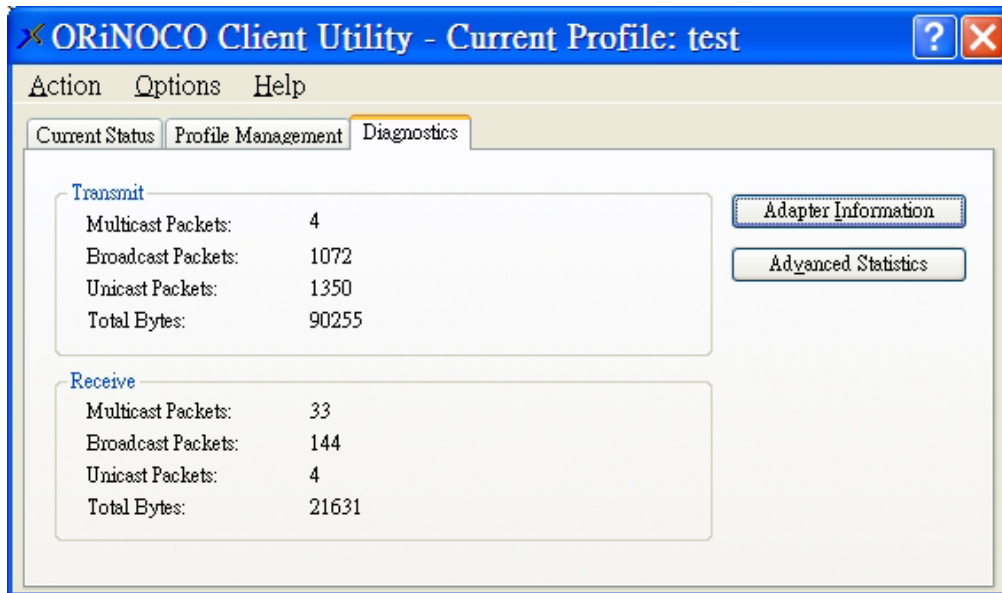 ORiNOCO Client Utility - Current Profile: test
Action Options Help
Current Status Profile Management Diagnostics
Transmit
Multicast Packets: 4
Broadcast Packets: 1072
Unicast Packets: 1350
Total Bytes: 90255
Adapter Information
Advanced Statistics
Receive
Multicast Packets: 33
Broadcast Packets: 144
Unicast Packets: 4
Total Bytes: 21631